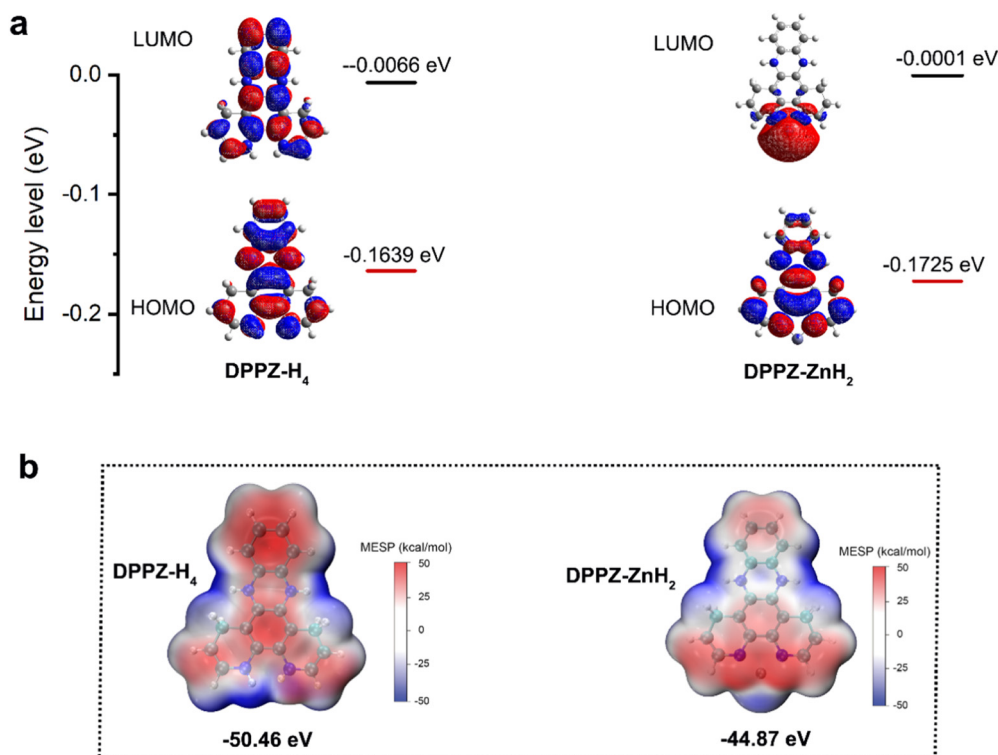 a
LUMO
--0.0066 eV
LUMO
-0.0001 eV
0.0
-0.1
-0.2
Energy level (eV)
HOMO
-0.1639 eV
HOMO
-0.1725 eV
DPPZ-H4
DPPZ-ZnH2
b
DPPZ-H4
MESP (kcal/mol)
50
25
0
-25
-50
-50.46 eV
DPPZ-ZnH2
MESP (kcal/mol)
50
25
0
-25
-50
-44.87 eV